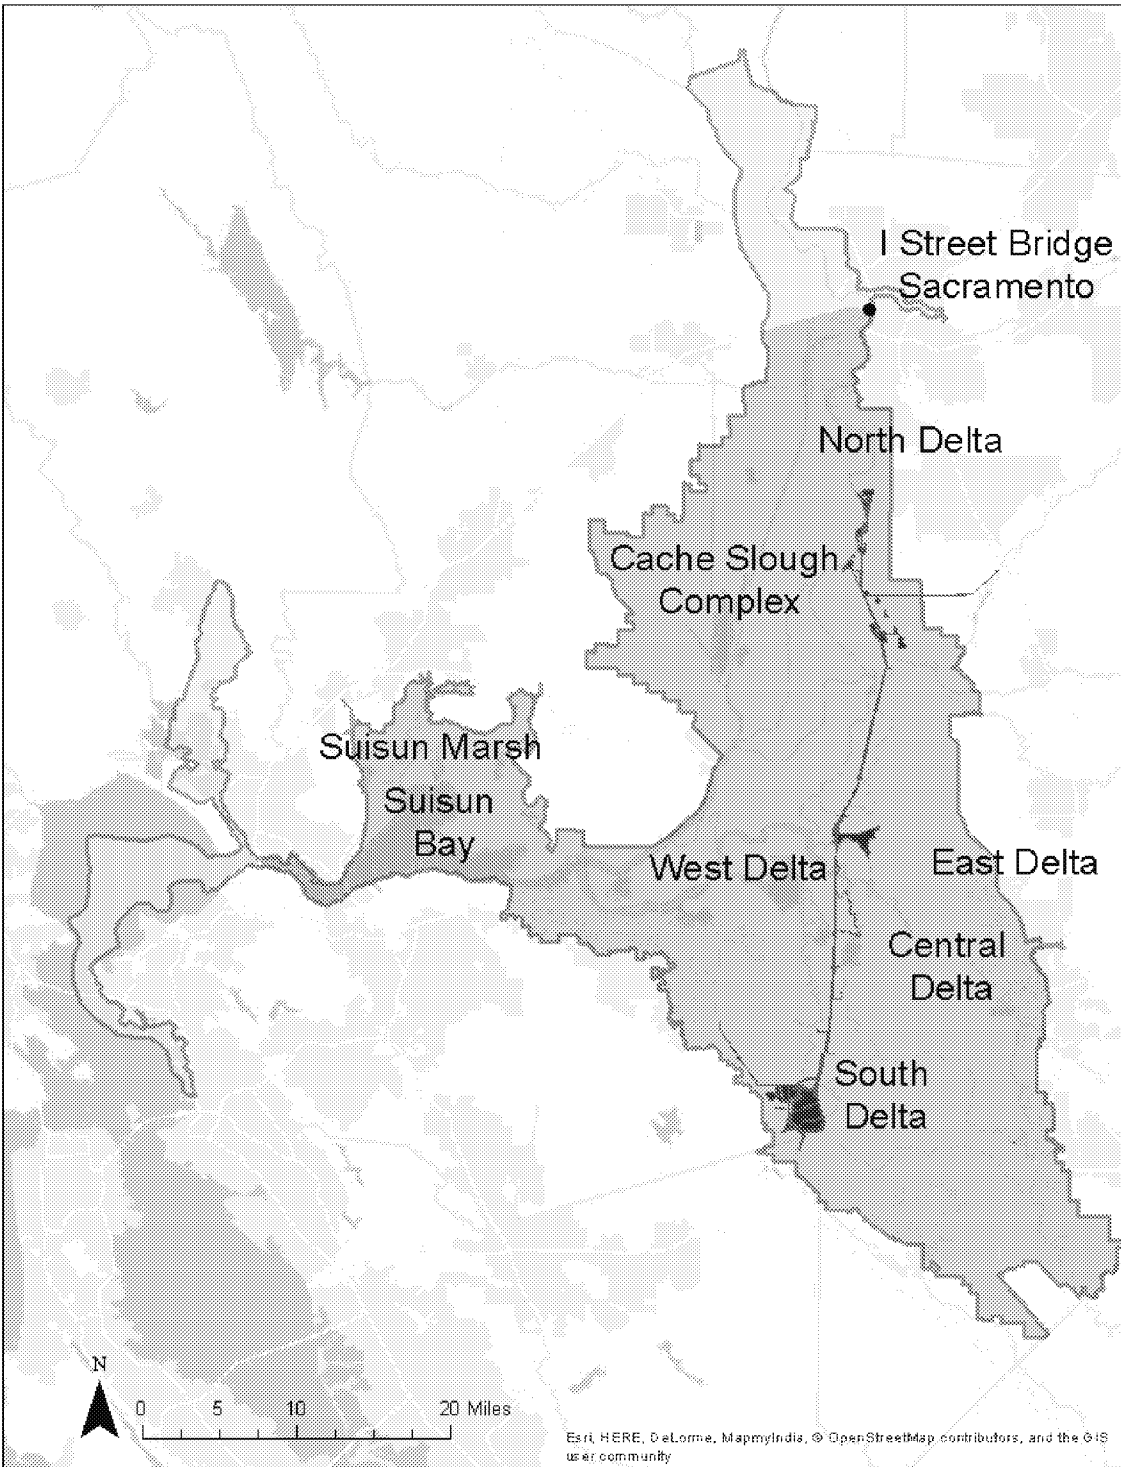 I Street Bridge
Sacramento
North Delta
Cache Slough
Complex
Suisun Marsh
Suisun
Bay
West Delta
East Delta
Central
Delta
South
Delta
N
0 5 10 20 Miles
Esri, HERE, DeLorme, MapmyIndia, © OpenStreetMap contributors, and the GIS
user community